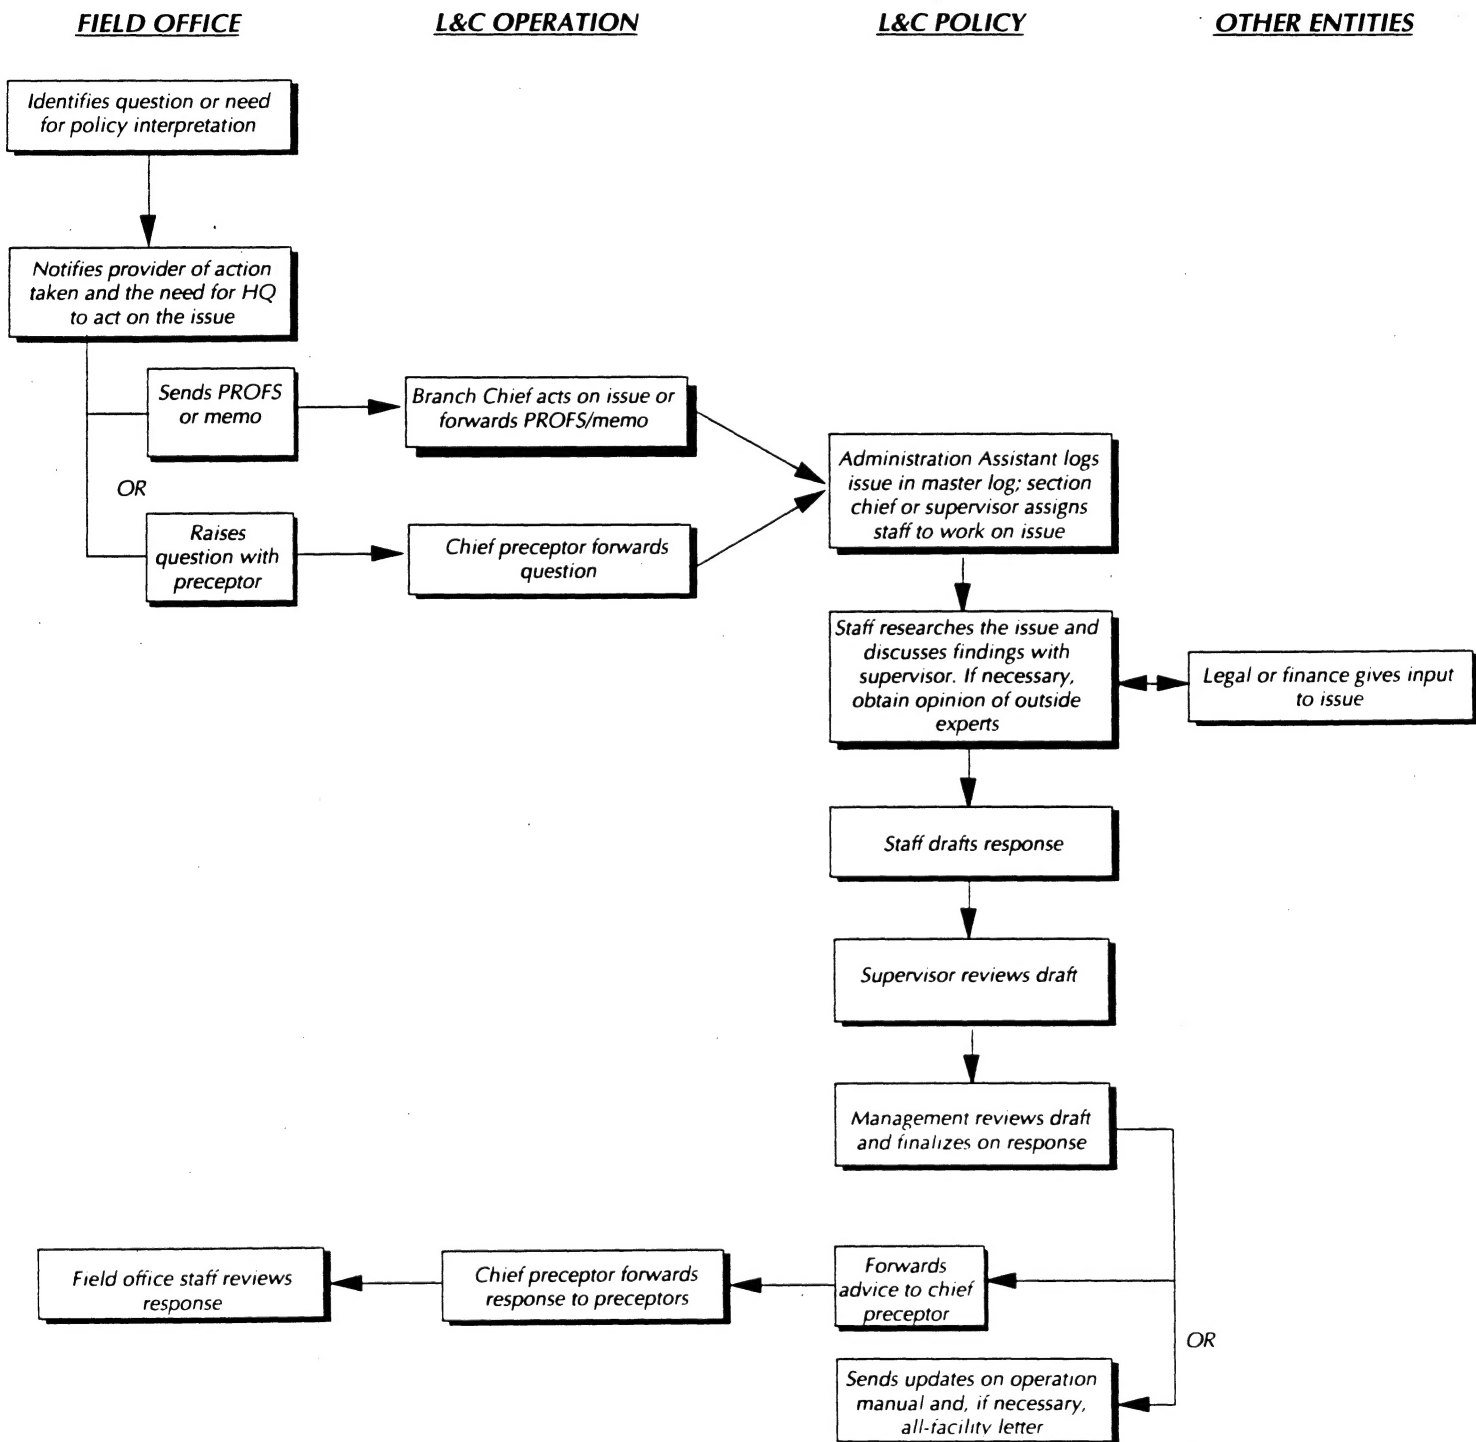 FIELD OFFICE
L&C OPERATION
L&C POLICY
OTHER ENTITIES
Identifies question or need
for policy interpretation
Notifies provider of action
taken and the need for HQ
to act on the issue
Sends PROFS
or memo
Branch Chief acts on issue or
forwards PROFS/memo
OR
Raises
question with
preceptor
Chief preceptor forwards
question
Administration Assistant logs
issue in master log; section
chief or supervisor assigns
staff to work on issue
Staff researches the issue and
discusses findings with
supervisor. If necessary,
obtain opinion of outside
experts
Legal or finance gives input
to issue
Staff drafts response
Supervisor reviews draft
Management reviews draft
and finalizes on response
Forwards
advice to chief
preceptor
Chief preceptor forwards
response to preceptors
Field office staff reviews
response
OR
Sends updates on operation
manual and, if necessary,
all-facility letter